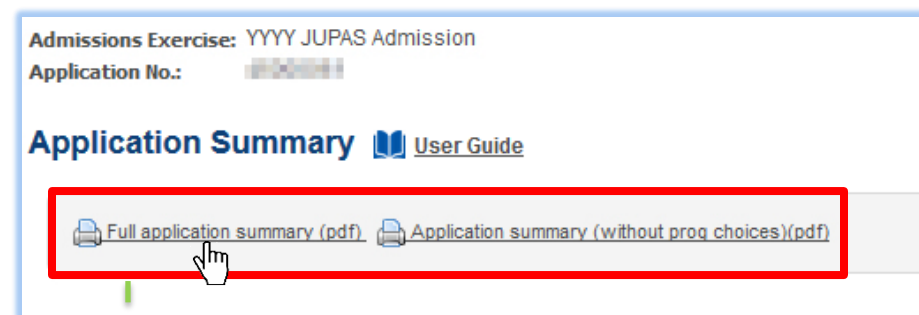 Admissions Exercise: YYYY JUPAS Admission
Application No.:
Application Summary User Guide
Full application summary (pdf) Application summary (without prog choices)(pdf)